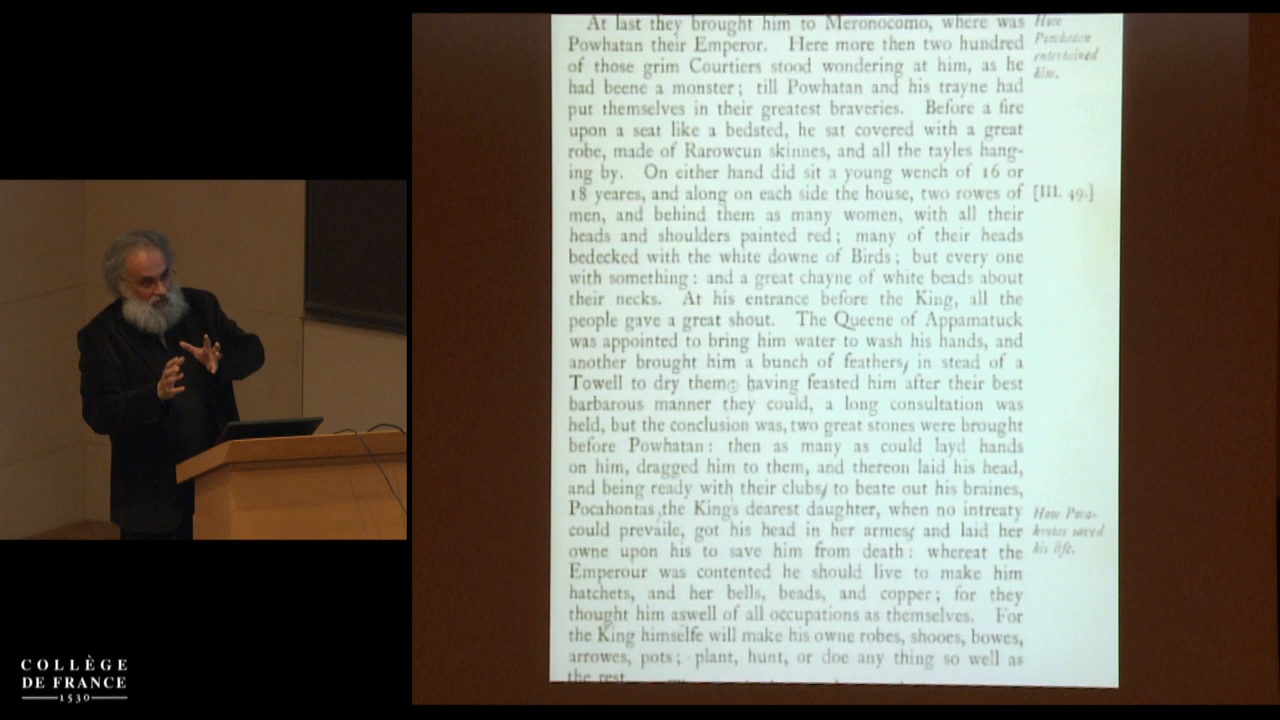 At last they brought him to Meronocomo, where was
Powhatan their Emperor. Here more then two hundred
of those grim Courtiers stood wondering at him, as he
had beene a monster; till Powhatan and his trayne had
put themselves in their greatest braveries. Before a fire
upon a seat like a bedsted, he sat covered with a great
robe, made of Rarowcun skinnes, and all the tayles hang-
ing by. On either hand did sit a young wench of 16 or
18 yeares, and along on each side the house, two rowes of
men, and behind them as many women, with all their
heads and shoulders painted red; many of their heads
bedecked with the white downe of Birds; but every one
with something: and a great chayne of white beads about
their necks. At his entrance before the King, all the
people gave a great shout. The Queene of Appamatuck
was appointed to bring him water to wash his hands, and
another brought him a bunch of feathers, in stead of a
Towell to dry them: having feasted him after their best
barbarous manner they could, a long consultation was
held, but the conclusion was, two great stones were brought
before Powhatan: then as many as could layd hands
on him, dragged him to them, and thereon laid his head,
and being ready with their clubs, to beate out his braines,
Pocahontas the Kings dearest daughter, when no intreaty
could prevaile, got his head in her armes, and laid her
owne upon his to save him from death: whereat the
Emperour was contented he should live to make him
hatchets, and her bells, beads, and copper; for they
thought him aswell of all occupations as themselves. For
the King himselfe will make his owne robes, shooes, bowes,
arrowes, pots; plant, hunt, or doe any thing so well as
the rest
How
Powhatan
entertained
him.
[III. 49.]
How Poca-
hontas saved
his life.
COLLÈGE
DE FRANCE
1530